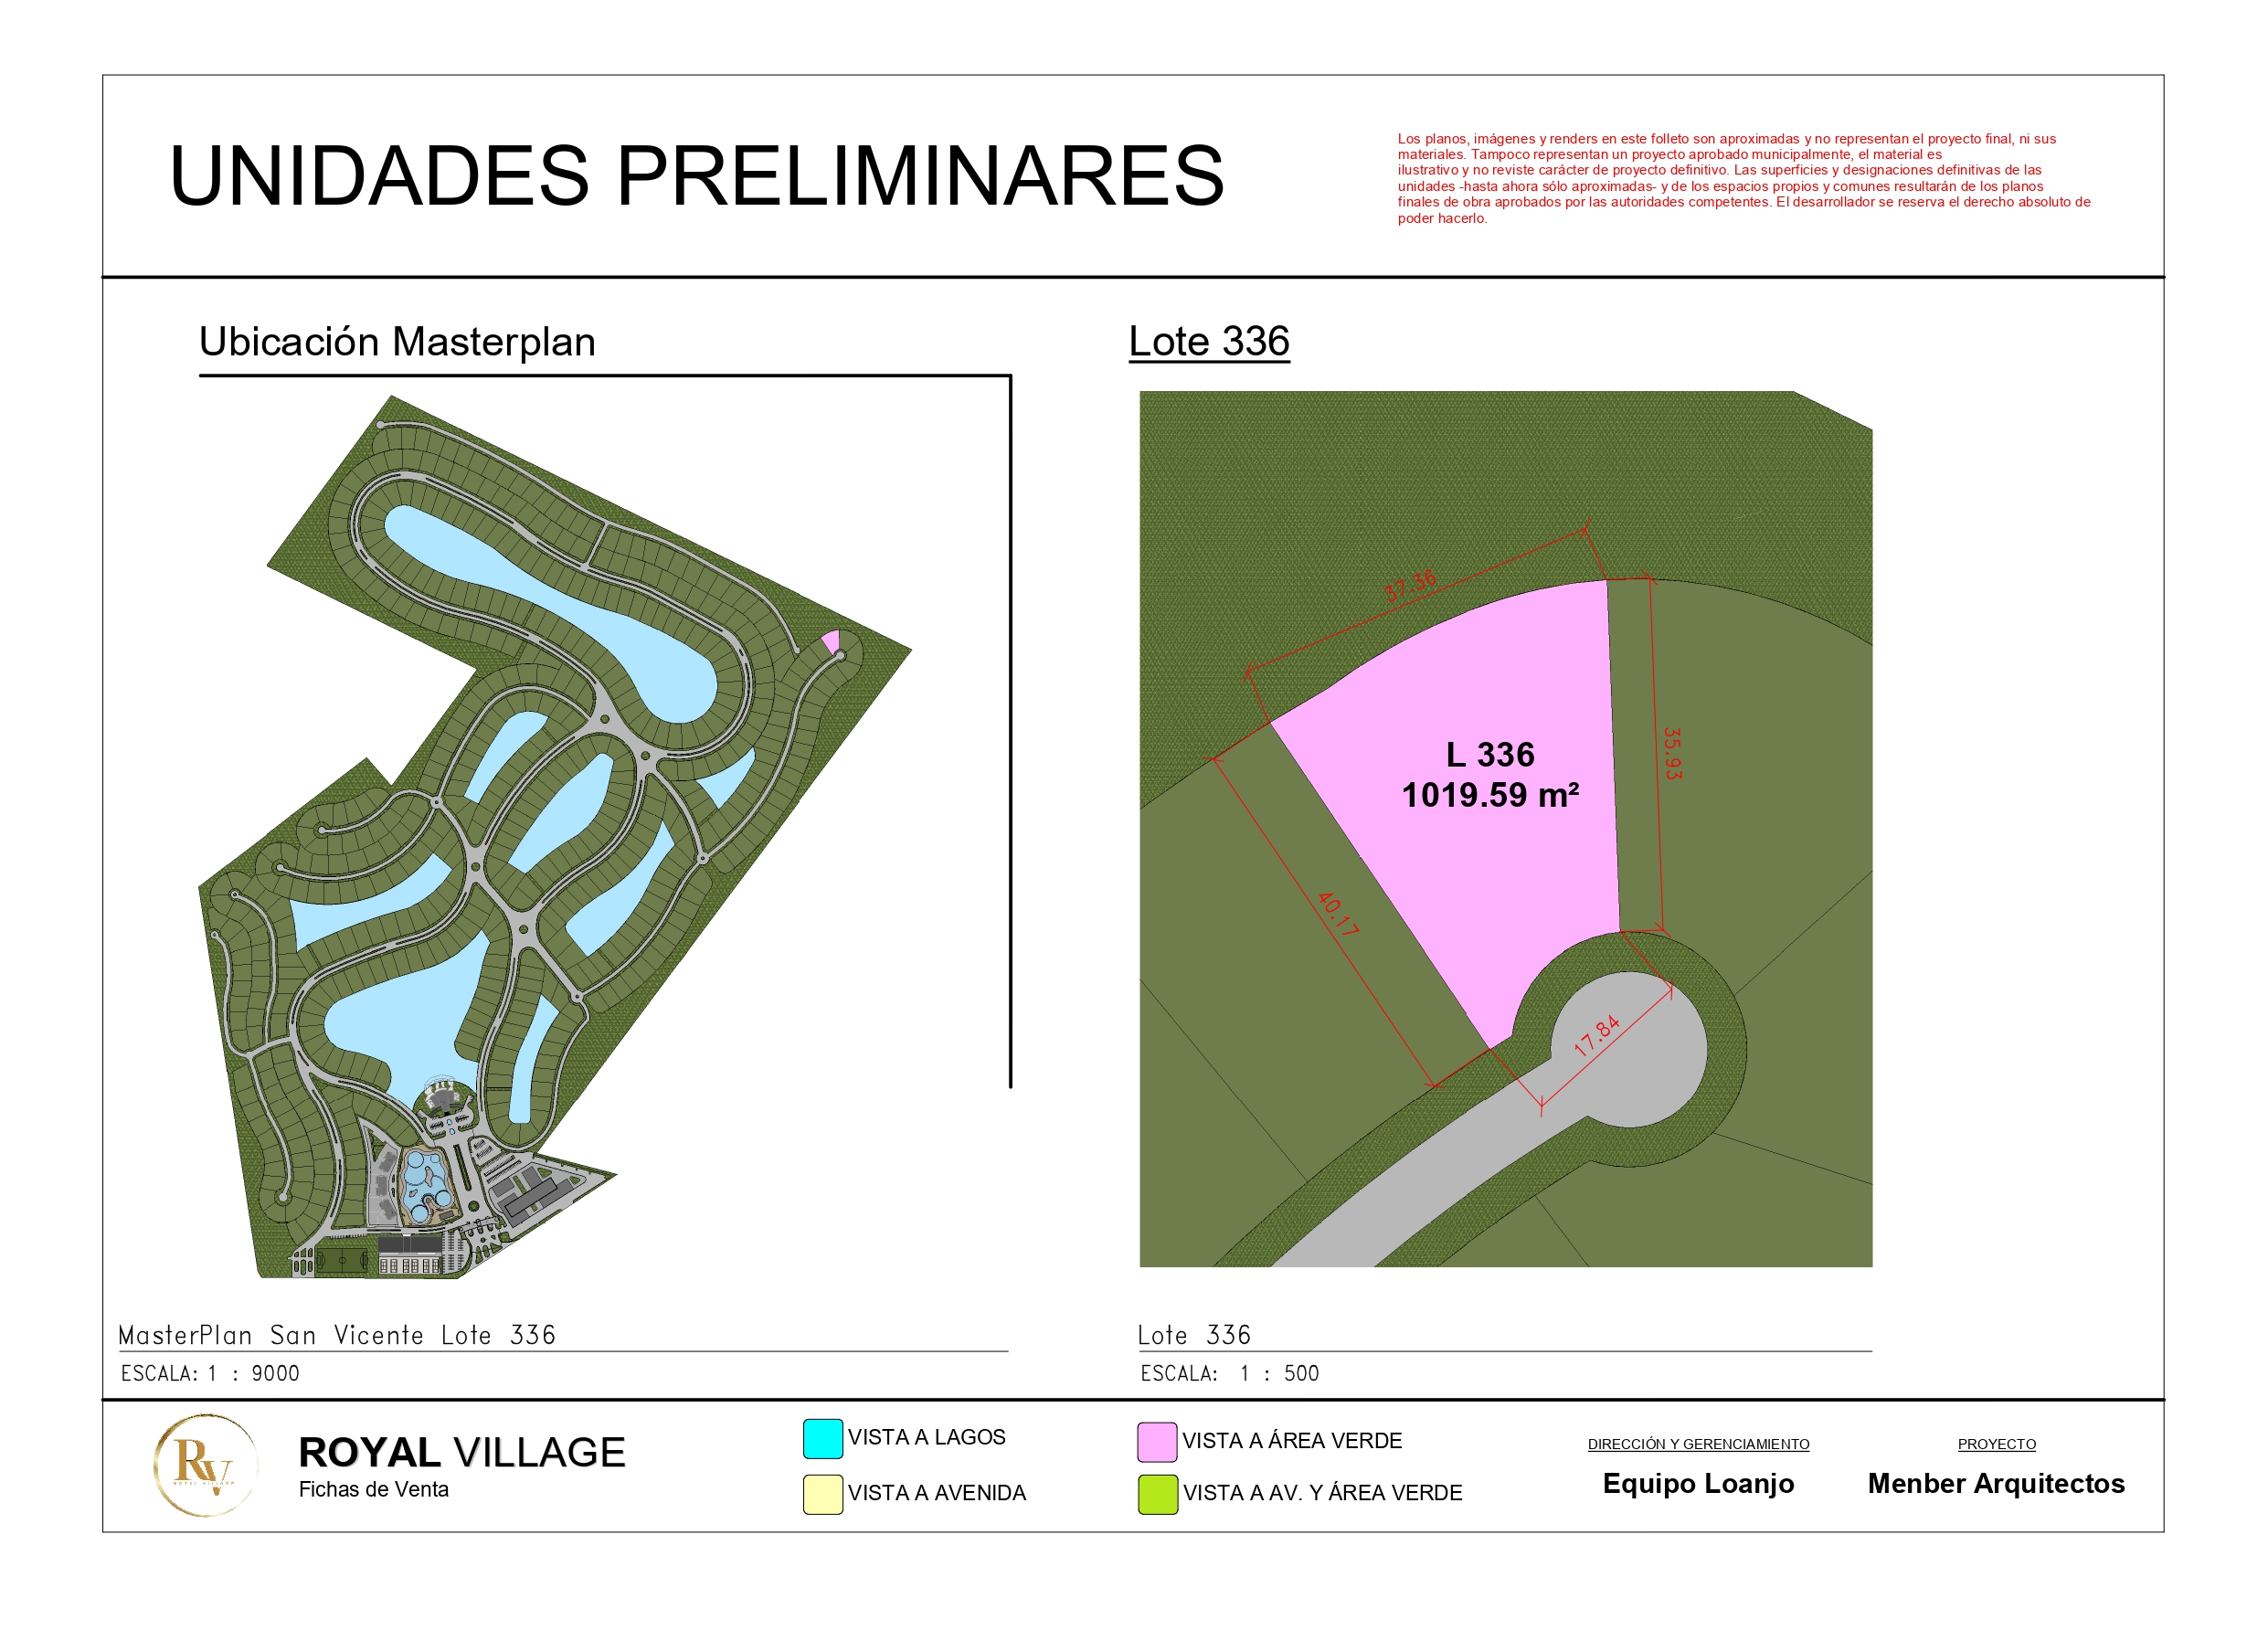 UNIDADES PRELIMINARES
Los planos, imágenes y renders en este folleto son aproximadas y no representan el proyecto final, ni sus
materiales. Tampoco representan un proyecto aprobado municipalmente, el material es
ilustrativo y no reviste carácter de proyecto definitivo. Las superficies y designaciones definitivas de las
unidades -hasta ahora sólo aproximadas- y de los espacios propios y comunes resultarán de los planos
finales de obra aprobados por las autoridades competentes. El desarrollador se reserva el derecho absoluto de
poder hacerlo.
Ubicación Masterplan
Lote 336
37.36
35.93
L 336
1019.59 m²
40.17
17.84
MasterPlan San Vicente Lote 336
ESCALA: 1 : 9000
Lote 336
ESCALA: 1 : 500
RV
ROYAL VILLAGE
ROYAL VILLAGE
Fichas de Venta
VISTA A LAGOS
VISTA A AVENIDA
VISTA A ÁREA VERDE
VISTA A AV. Y ÁREA VERDE
DIRECCIÓN Y GERENCIAMIENTO
Equipo Loanjo
PROYECTO
Menber Arquitectos